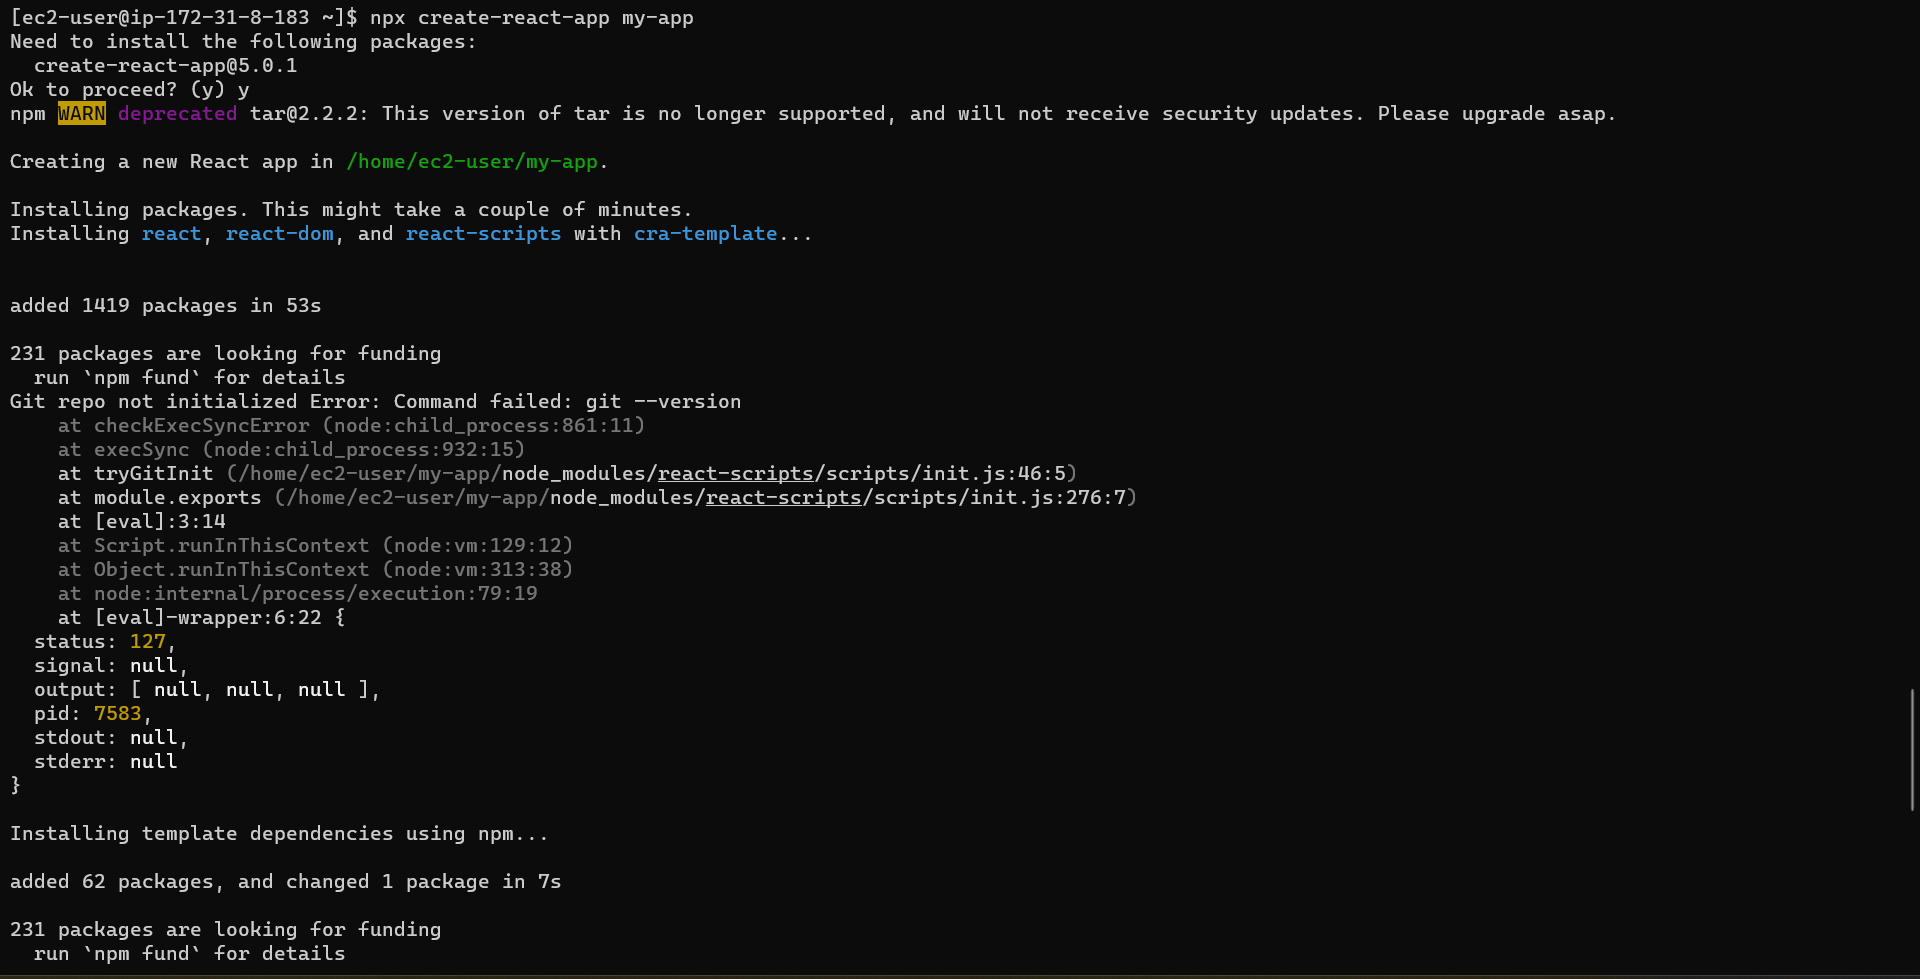 [ec2-user@ip-172-31-8-183 ~]$ npx create-react-app my-app
Need to install the following packages:
  create-react-app@5.0.1
Ok to proceed? (y) y
npm WARN deprecated tar@2.2.2: This version of tar is no longer supported, and will not receive security updates. Please upgrade asap.

Creating a new React app in /home/ec2-user/my-app.

Installing packages. This might take a couple of minutes.
Installing react, react-dom, and react-scripts with cra-template...


added 1419 packages in 53s

231 packages are looking for funding
  run `npm fund` for details
Git repo not initialized Error: Command failed: git --version
    at checkExecSyncError (node:child_process:861:11)
    at execSync (node:child_process:932:15)
    at tryGitInit (/home/ec2-user/my-app/node_modules/react-scripts/scripts/init.js:46:5)
    at module.exports (/home/ec2-user/my-app/node_modules/react-scripts/scripts/init.js:276:7)
    at [eval]:3:14
    at Script.runInThisContext (node:vm:129:12)
    at Object.runInThisContext (node:vm:313:38)
    at node:internal/process/execution:79:19
    at [eval]-wrapper:6:22 {
  status: 127,
  signal: null,
  output: [ null, null, null ],
  pid: 7583,
  stdout: null,
  stderr: null
}

Installing template dependencies using npm...

added 62 packages, and changed 1 package in 7s

231 packages are looking for funding
  run `npm fund` for details